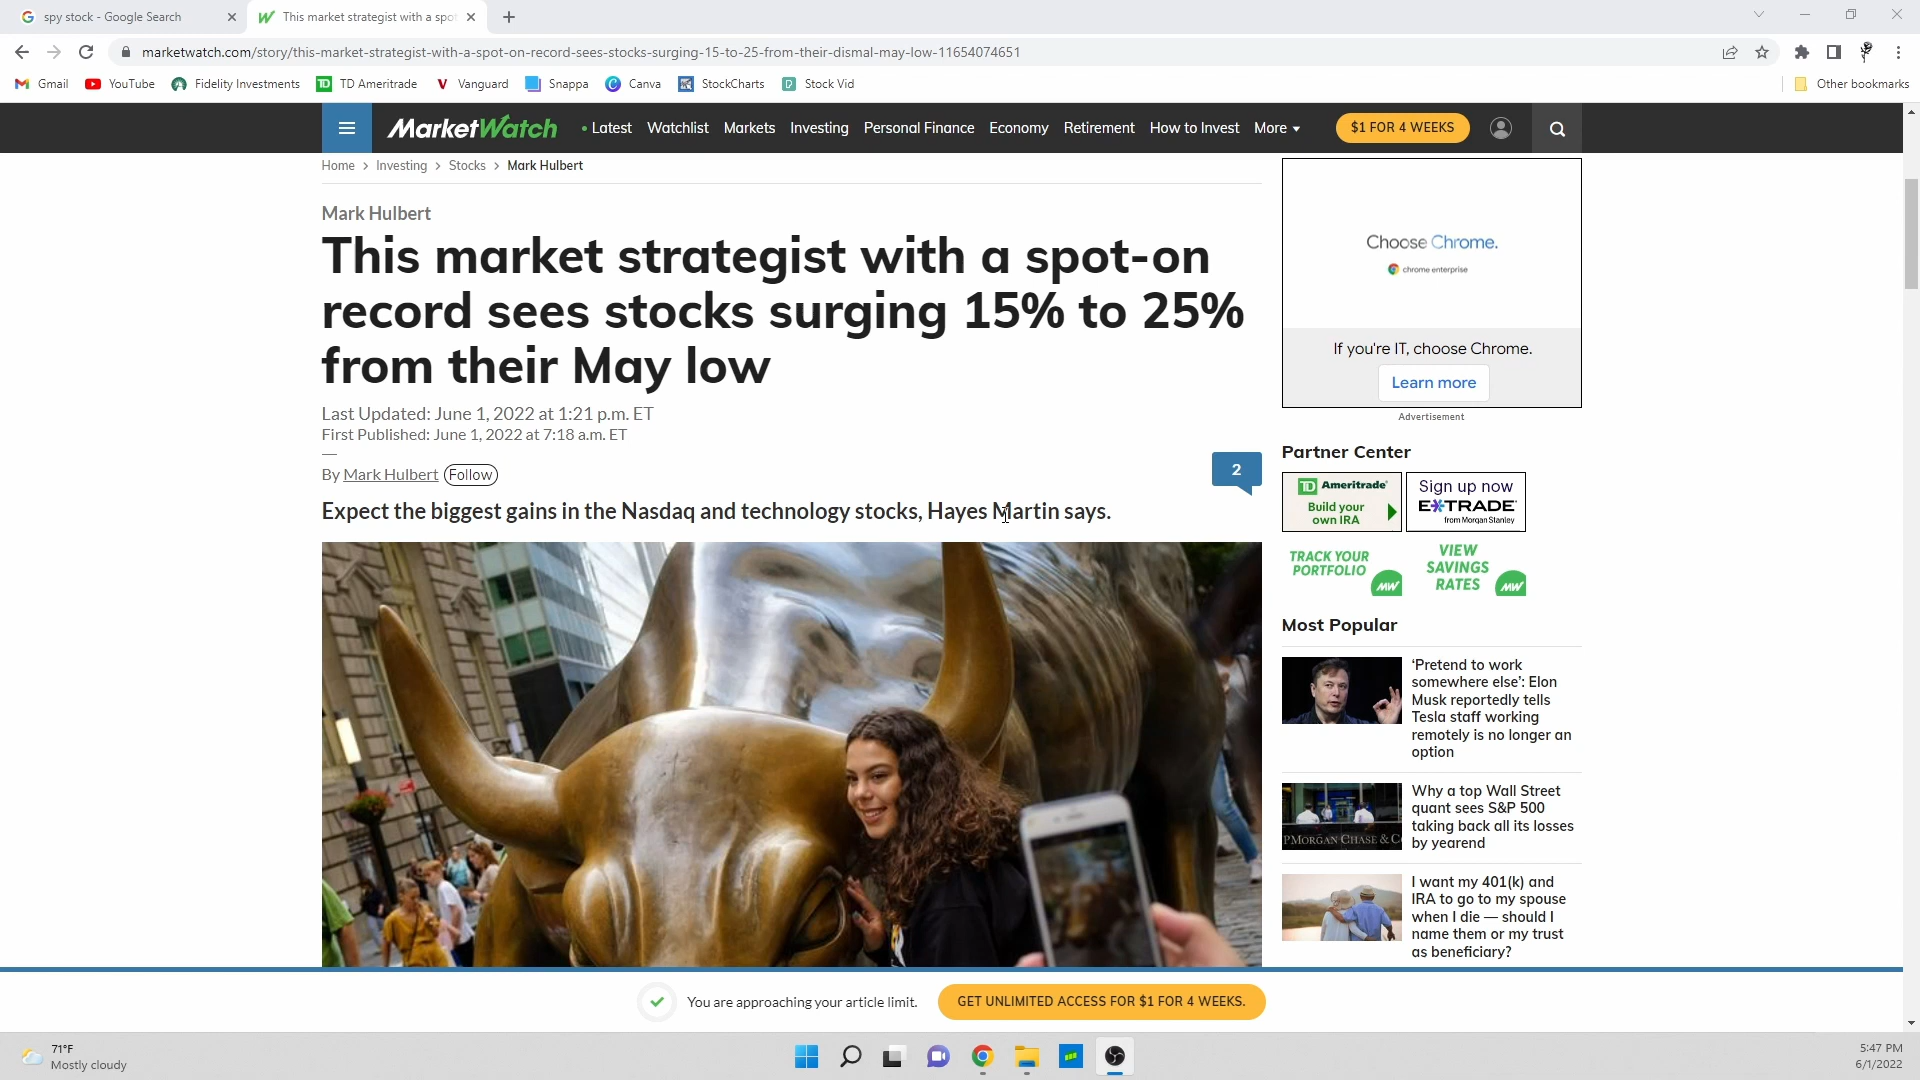 spy stock - Google Search
This market strategist with a spot
marketwatch.com/story/this-market-strategist-with-a-spot-on-record-sees-stocks-surging-15-to-25-from-their-dismal-may-low-11654074651
Gmail
YouTube
Fidelity Investments
TD Ameritrade
Vanguard
Snappa
Canva
StockCharts
Stock Vid
Other bookmarks
MarketWatch
• Latest
Watchlist
Markets
Investing
Personal Finance
Economy
Retirement
How to Invest
More
$1 FOR 4 WEEKS
Home > Investing > Stocks > Mark Hulbert
Mark Hulbert
This market strategist with a spot-on
record sees stocks surging 15% to 25%
from their May low
Last Updated: June 1, 2022 at 1:21 p.m. ET
First Published: June 1, 2022 at 7:18 a.m. ET
By Mark Hulbert Follow
2
Expect the biggest gains in the Nasdaq and technology stocks, Hayes Martin says.
Choose Chrome.
chrome enterprise
If you're IT, choose Chrome.
Learn more
Advertisement
Partner Center
TD Ameritrade
Build your
own IRA
Sign up now
E*TRADE
from Morgan Stanley
TRACK YOUR
PORTFOLIO
MW
VIEW
SAVINGS
RATES
MW
Most Popular
‘Pretend to work
somewhere else’: Elon
Musk reportedly tells
Tesla staff working
remotely is no longer an
option
PMORGAN CHASE & C
Why a top Wall Street
quant sees S&P 500
taking back all its losses
by yearend
I want my 401(k) and
IRA to go to my spouse
when I die — should I
name them or my trust
as beneficiary?
You are approaching your article limit.
GET UNLIMITED ACCESS FOR $1 FOR 4 WEEKS.
71°F
Mostly cloudy
5:47 PM
6/1/2022